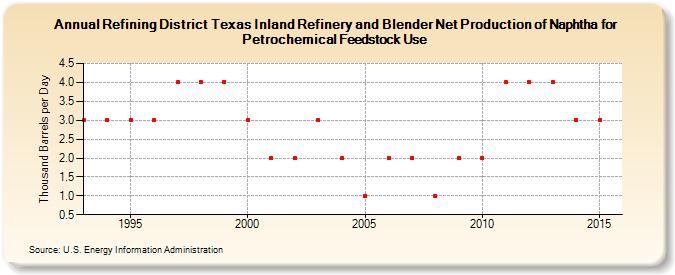 Annual Refining District Texas Inland Refinery and Blender Net Production of Naphtha for
Petrochemical Feedstock Use
Thousand Barrels per Day
4.5
4.0
3.5
3.0
2.5
2.0
1.5
1.0
0.5
1995 2000 2005 2010 2015
Source: U.S. Energy Information Administration